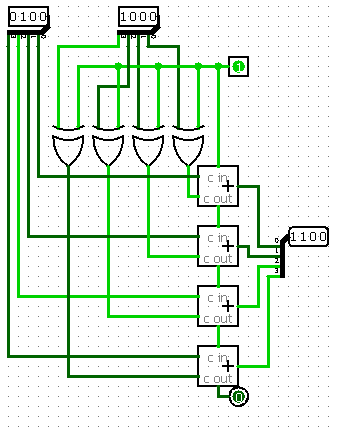 0100
1000
1
c in
+
c out
c in
+
c out
1100
c in
+
c out
c in
+
c out
0